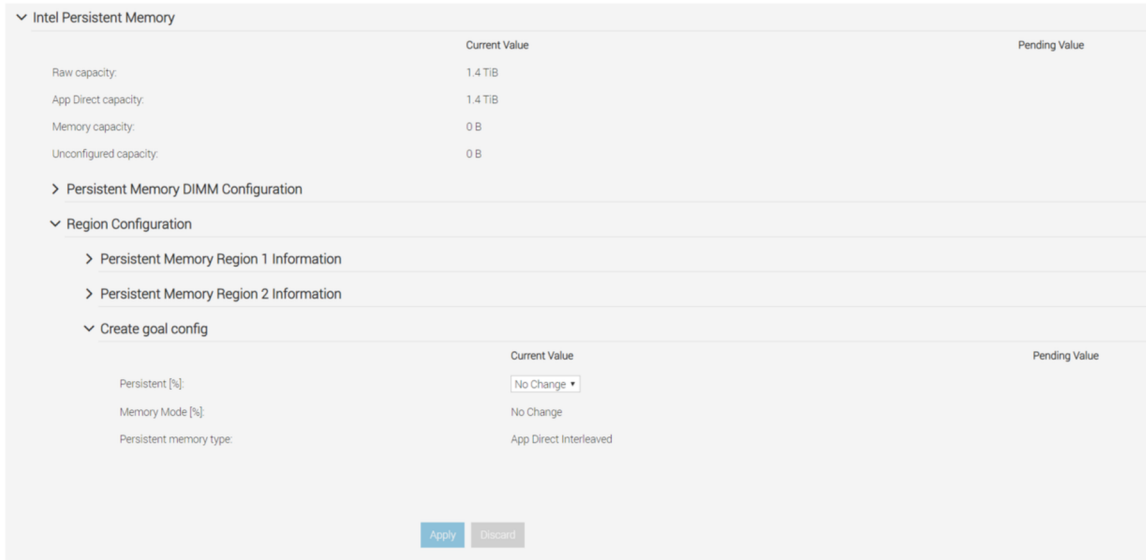 Intel Persistent Memory
Current Value Pending Value
Raw capacity: 1.4 TiB
App Direct capacity: 1.4 TiB
Memory capacity: 0 B
Unconfigured capacity: 0 B
Persistent Memory DIMM Configuration
Region Configuration
Persistent Memory Region 1 Information
Persistent Memory Region 2 Information
Create goal config
Current Value Pending Value
Persistent [%]: No Change
Memory Mode [%]: No Change
Persistent memory type: App Direct Interleaved
Apply Discard